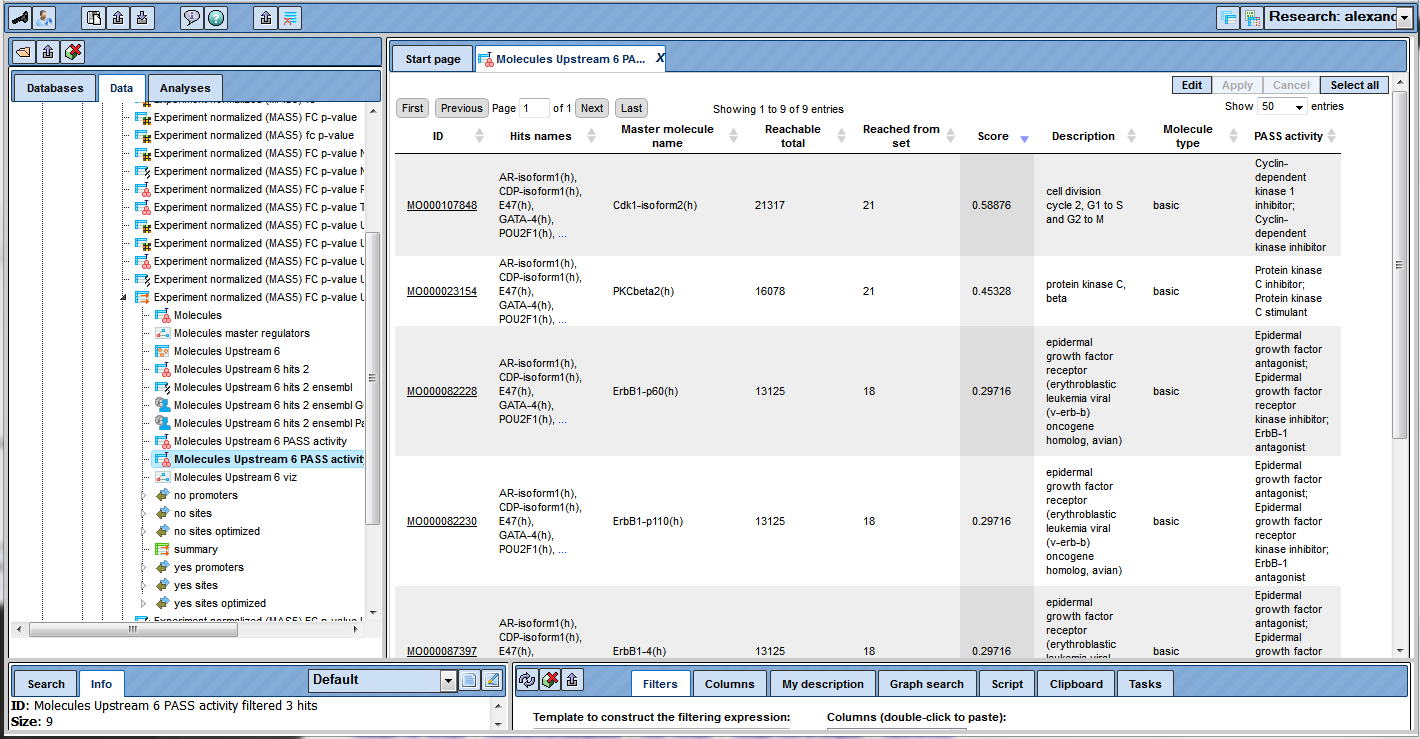 Research: alexanc
Databases
Data
Analyses
Experiment normalized (MAS5) FC p-value
Experiment normalized (MAS5) fc p-value
Experiment normalized (MAS5) FC p-value N
Experiment normalized (MAS5) FC p-value N
Experiment normalized (MAS5) FC p-value F
Experiment normalized (MAS5) FC p-value T
Experiment normalized (MAS5) FC p-value U
Experiment normalized (MAS5) FC p-value U
Experiment normalized (MAS5) FC p-value U
Experiment normalized (MAS5) FC p-value U
Experiment normalized (MAS5) FC p-value U
Molecules
Molecules master regulators
Molecules Upstream 6
Molecules Upstream 6 hits 2
Molecules Upstream 6 hits 2 ensembl
Molecules Upstream 6 hits 2 ensembl G
Molecules Upstream 6 hits 2 ensembl Pa
Molecules Upstream 6 PASS activity
Molecules Upstream 6 PASS activit
Molecules Upstream 6 viz
no promoters
no sites
no sites optimized
summary
yes promoters
yes sites
yes sites optimized
Start page
Molecules Upstream 6 PA... X
Edit Apply Cancel Select all
First Previous Page 1 of 1 Next Last Showing 1 to 9 of 9 entries Show 50 entries
ID
Hits names
Master molecule
name
Reachable
total
Reached from
set
Score
Description
Molecule
type
PASS activity
MO000107848
AR-isoform1(h),
CDP-isoform1(h),
E47(h),
GATA-4(h),
POU2F1(h), ...
Cdk1-isoform2(h)
21317
21
0.58876
cell division
cycle 2, G1 to S
and G2 to M
basic
Cyclin-
dependent
kinase 1
inhibitor;
Cyclin-
dependent
kinase inhibitor
MO000023154
AR-isoform1(h),
CDP-isoform1(h),
E47(h),
GATA-4(h),
POU2F1(h), ...
PKCbeta2(h)
16078
21
0.45328
protein kinase C,
beta
basic
Protein kinase
C inhibitor;
Protein kinase
C stimulant
MO000082228
AR-isoform1(h),
CDP-isoform1(h),
E47(h),
GATA-4(h),
POU2F1(h), ...
ErbB1-p60(h)
13125
18
0.29716
epidermal
growth factor
receptor
(erythroblastic
leukemia viral
(v-erb-b)
oncogene
homolog, avian)
basic
Epidermal
growth factor
antagonist;
Epidermal
growth factor
receptor
kinase inhibitor;
ErbB-1
antagonist
MO000082230
AR-isoform1(h),
CDP-isoform1(h),
E47(h),
GATA-4(h),
POU2F1(h), ...
ErbB1-p110(h)
13125
18
0.29716
epidermal
growth factor
receptor
(erythroblastic
leukemia viral
(v-erb-b)
oncogene
homolog, avian)
basic
Epidermal
growth factor
antagonist;
Epidermal
growth factor
receptor
kinase inhibitor;
ErbB-1
antagonist
MO000087397
AR-isoform1(h),
CDP-isoform1(h),
E47(h),
ErbB1-4(h)
13125
18
0.29716
epidermal
growth factor
receptor
(erythroblastic
leukemia viral
basic
Epidermal
growth factor
antagonist;
Epidermal
growth factor
Search
Info
Default
ID: Molecules Upstream 6 PASS activity filtered 3 hits
Size: 9
Filters
Columns
My description
Graph search
Script
Clipboard
Tasks
Template to construct the filtering expression:
Columns (double-click to paste):